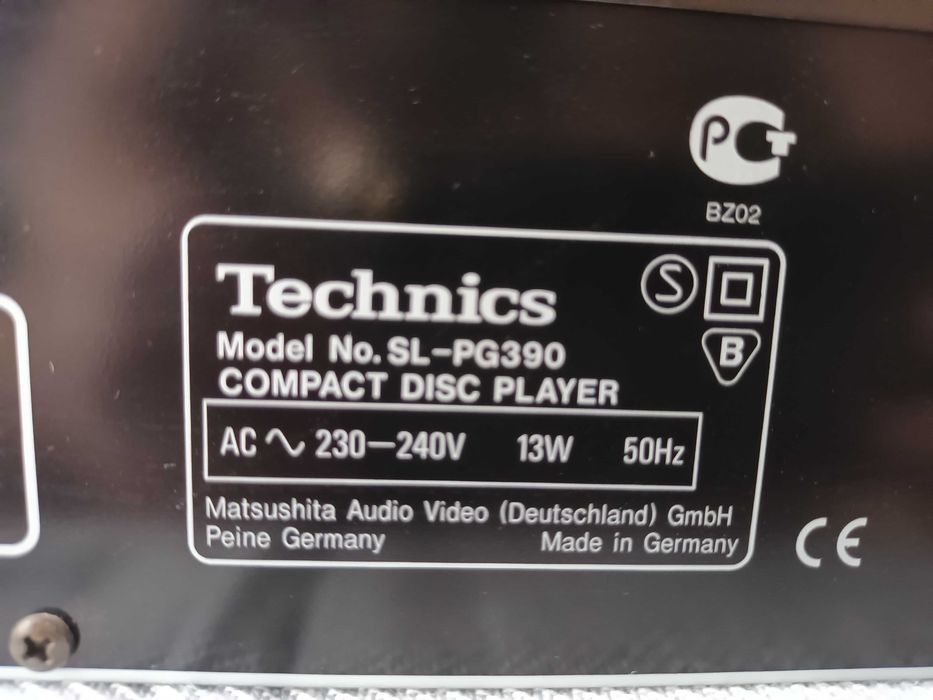 PCT
BZ02
Technics
S
Model No. SL-PG390
B
COMPACT DISC PLAYER
AC ∿ 230—240V 13W 50Hz
Matsushita Audio Video (Deutschland) GmbH
Peine Germany Made in Germany
CE